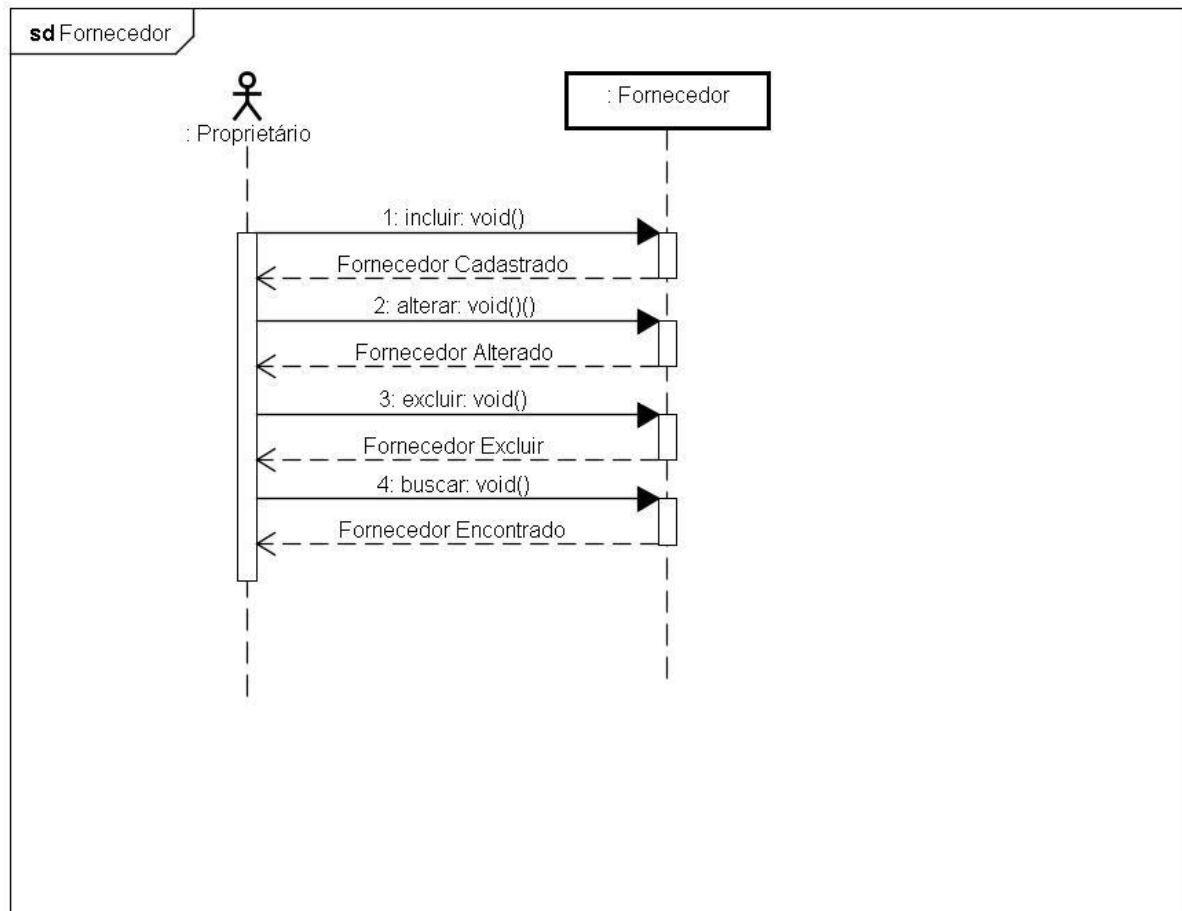 sd Fornecedor
: Proprietário
: Fornecedor
1: incluir: void()
Fornecedor Cadastrado
2: alterar: void()()
Fornecedor Alterado
3: excluir: void()
Fornecedor Excluir
4: buscar: void()
Fornecedor Encontrado